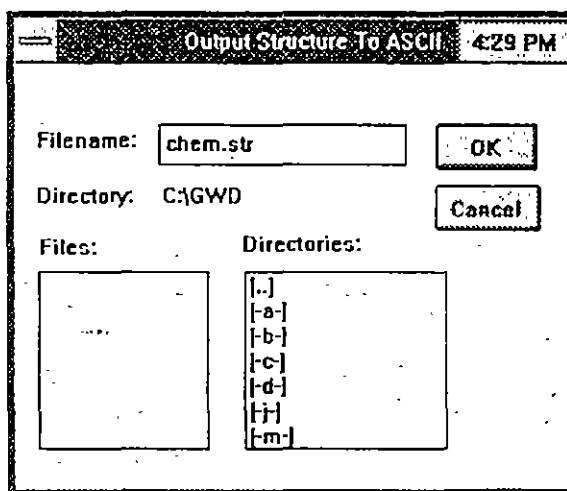 Output Structure To ASCII 4:29 PM
Filename: chem.str OK
Directory: C:\GWD Cancel
Files: Directories:
[..]
[-a-]
[-b-]
[-c-]
[-d-]
[-j-]
[-m-]